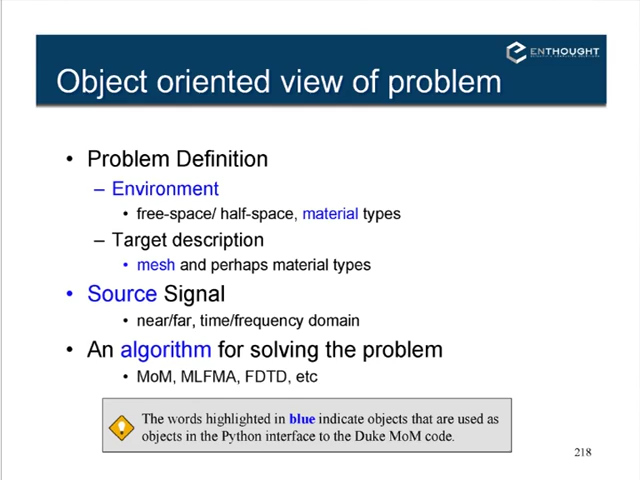 ENTHOUGHT
Object oriented view of problem
• Problem Definition
– Environment
• free-space/ half-space, material types
– Target description
• mesh and perhaps material types
• Source Signal
• near/far, time/frequency domain
• An algorithm for solving the problem
• MoM, MLFMA, FDTD, etc
The words highlighted in blue indicate objects that are used as
objects in the Python interface to the Duke MoM code.
218